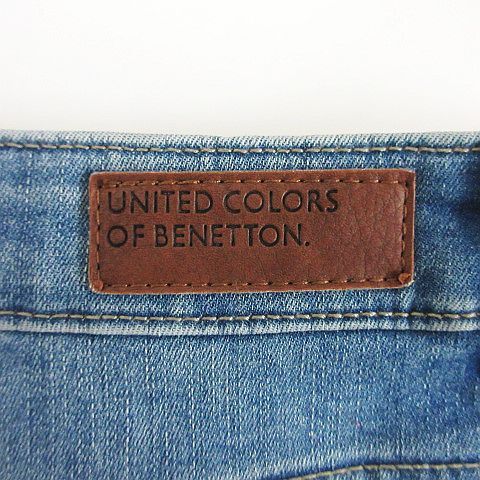 UNITED COLORS
OF BENETTON.